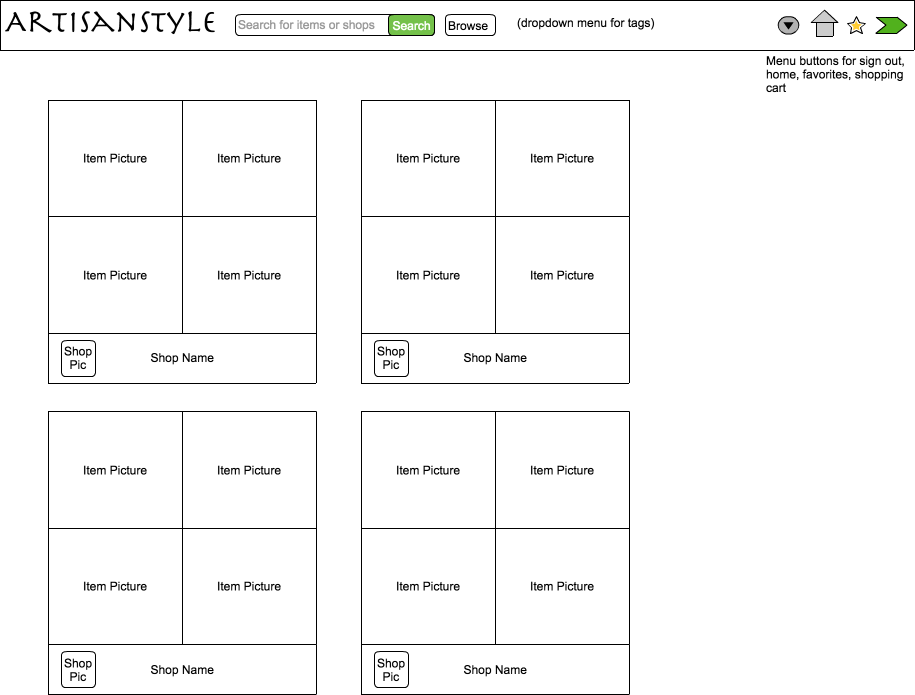 ARTISANSTYLE
Search for items or shops
Search
Browse
(dropdown menu for tags)
Menu buttons for sign out,
home, favorites, shopping
cart
Item Picture
Item Picture
Item Picture
Item Picture
Shop
Pic
Shop Name
Item Picture
Item Picture
Item Picture
Item Picture
Shop
Pic
Shop Name
Item Picture
Item Picture
Item Picture
Item Picture
Shop
Pic
Shop Name
Item Picture
Item Picture
Item Picture
Item Picture
Shop
Pic
Shop Name